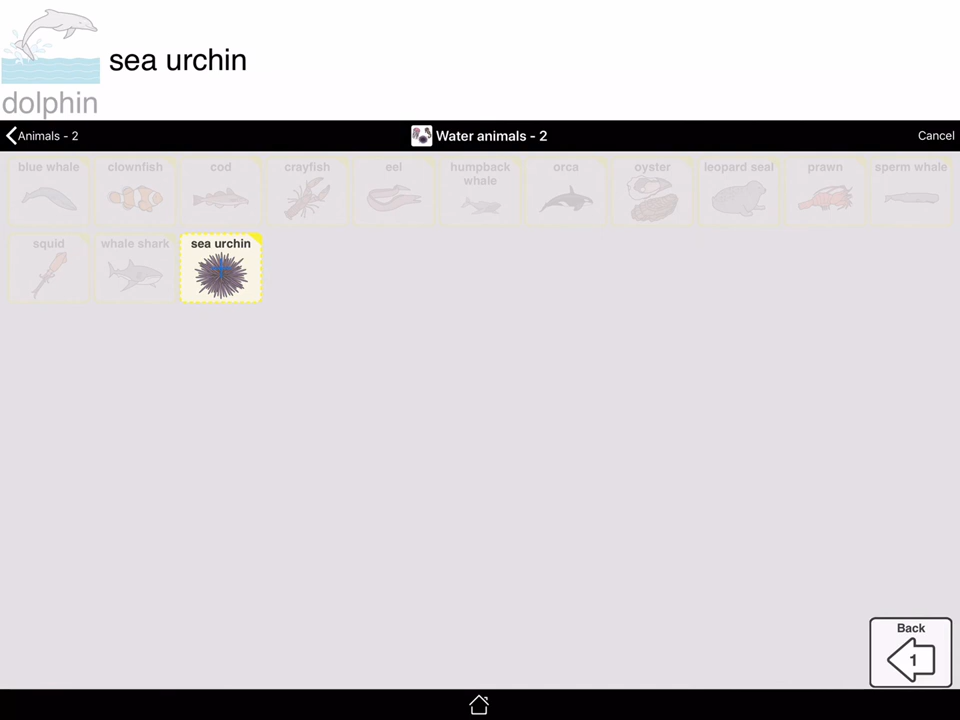 sea urchin
dolphin
Animals - 2
Water animals - 2
Cancel
blue whale
clownfish
cod
crayfish
eel
humpback
whale
orca
oyster
leopard seal
prawn
sperm whale
squid
whale shark
sea urchin
Back
1